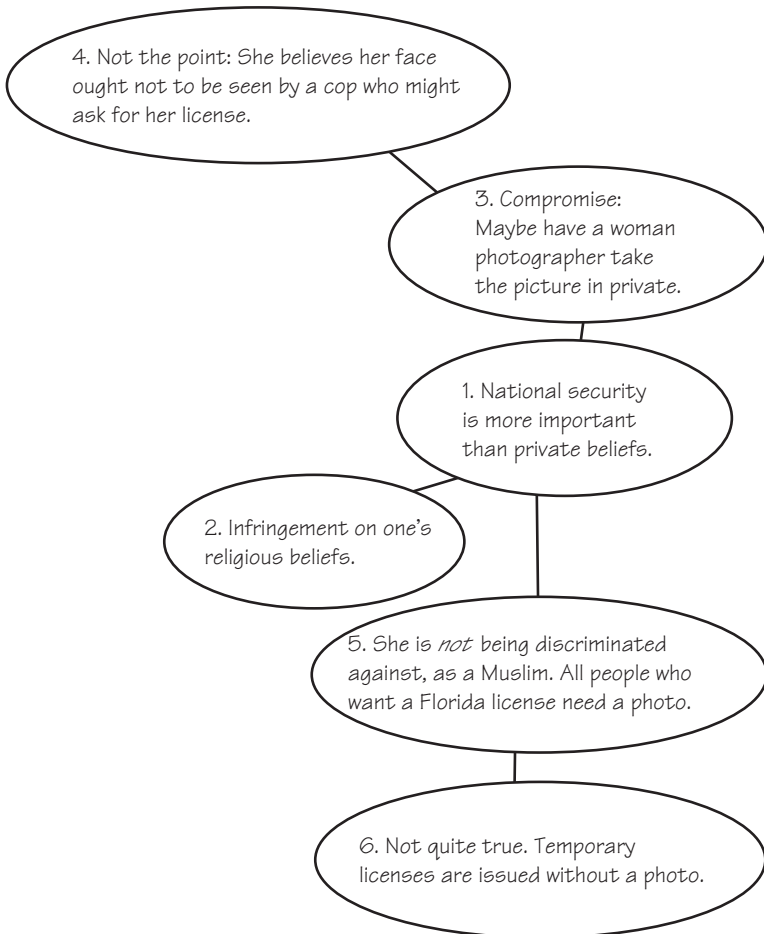 4. Not the point: She believes her face
ought not to be seen by a cop who might
ask for her license.
3. Compromise:
Maybe have a woman
photographer take
the picture in private.
1. National security
is more important
than private beliefs.
2. Infringement on one's
religious beliefs.
5. She is not being discriminated
against, as a Muslim. All people who
want a Florida license need a photo.
6. Not quite true. Temporary
licenses are issued without a photo.